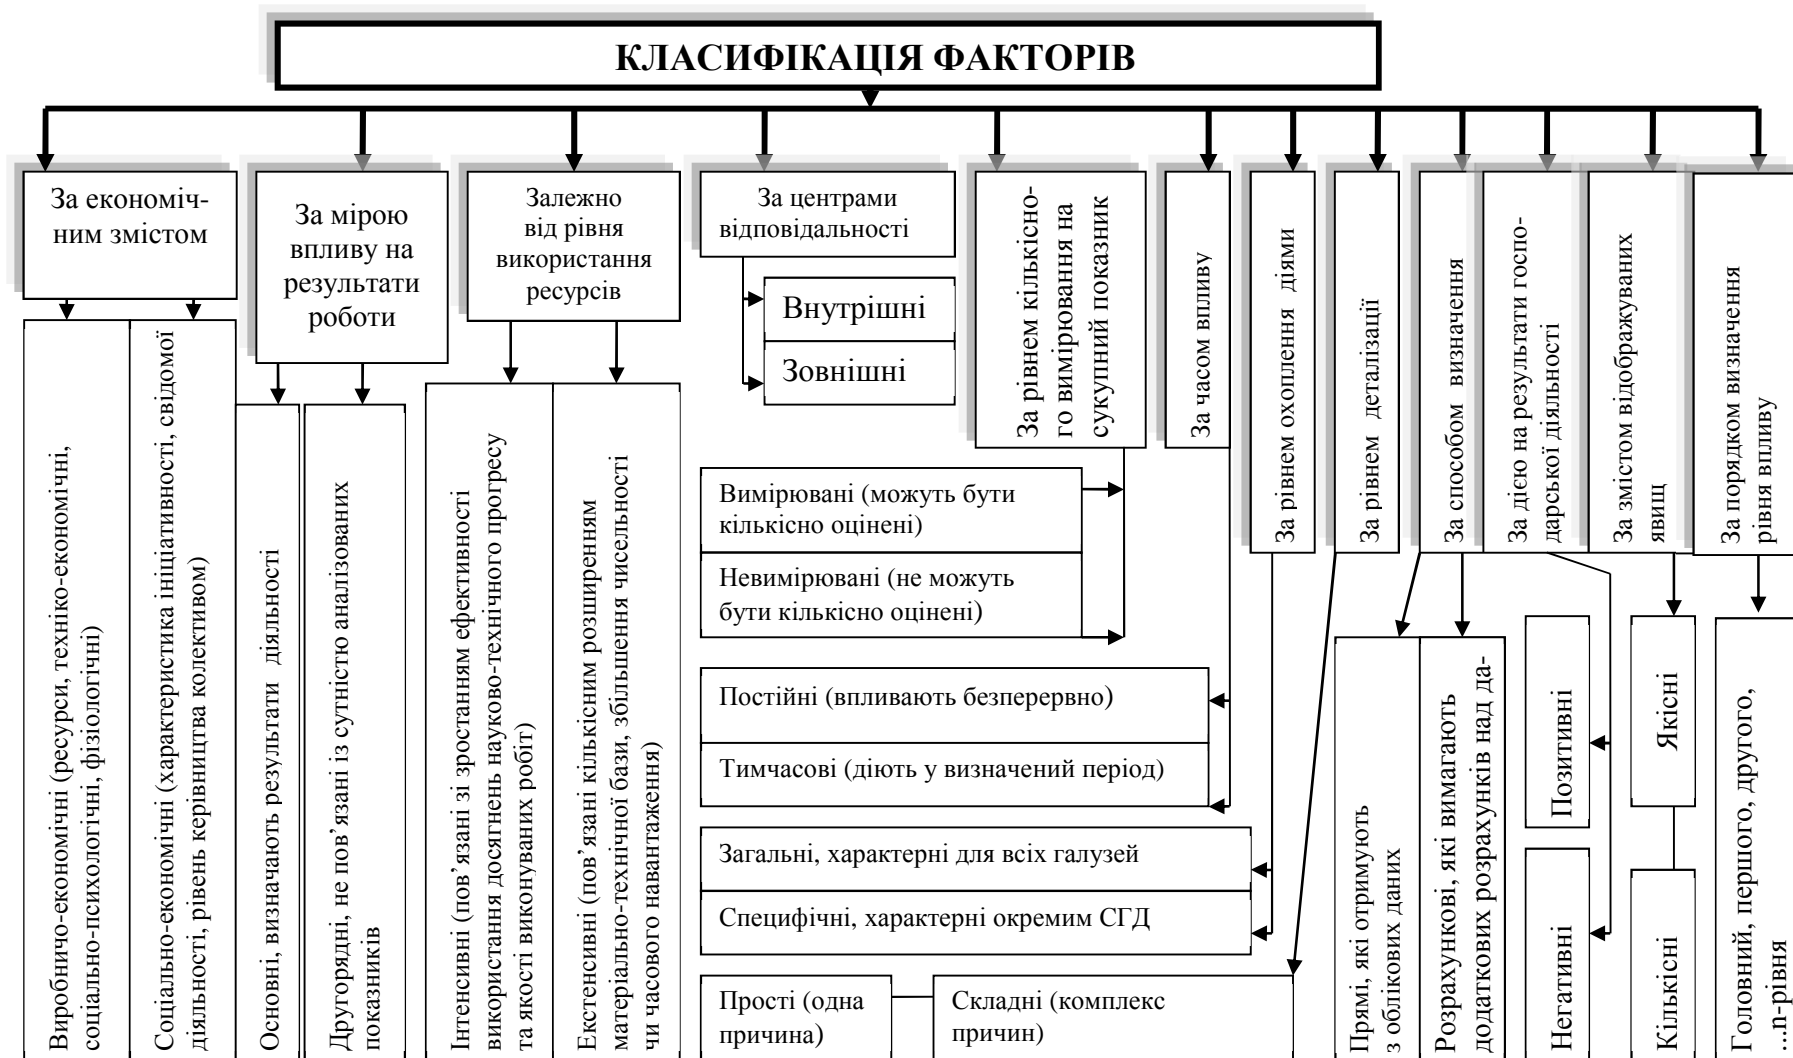 КЛАСИФІКАЦІЯ ФАКТОРІВ
За економіч-
ним змістом
За мірою
впливу на
результати
роботи
Залежно
від рівня
використання
ресурсів
За центрами
відповідальності
За рівнем кількісно-
го вимірювання на
сукупний показник
За часом впливу
За рівнем охоплення діями
За рівнем деталізації
За способом визначення
За дією на результати госпо-
дарської діяльності
За змістом відображуваних
явищ
За порядком визначення
рівня впливу
Внутрішні
Зовнішні
Виробничо-економічні (ресурси, техніко-економічні,
соціально-психологічні, фізіологічні)
Соціально-економічні (характеристика ініціативності, свідомої
діяльності, рівень керівництва колективом)
Основні, визначають результати діяльності
Другорядні, не пов’язані із сутністю аналізованих
показників
Інтенсивні (пов’язані зі зростанням ефективності
використання досягнень науково-технічного прогресу
та якості виконуваних робіт)
Екстенсивні (пов’язані кількісним розширенням
матеріально-технічної бази, збільшення чисельності
чи часового навантаження)
Вимірювані (можуть бути
кількісно оцінені)
Невимірювані (не можуть
бути кількісно оцінені)
Постійні (впливають безперервно)
Тимчасові (діють у визначений період)
Загальні, характерні для всіх галузей
Специфічні, характерні окремим СГД
Прості (одна
причина)
Складні (комплекс
причин)
Прямі, які отримують
з облікових даних
Розрахункові, які вимагають
додаткових розрахунків над да-
Позитивні
Негативні
Якісні
Кількісні
Головний, першого, другого,
...n-рівня